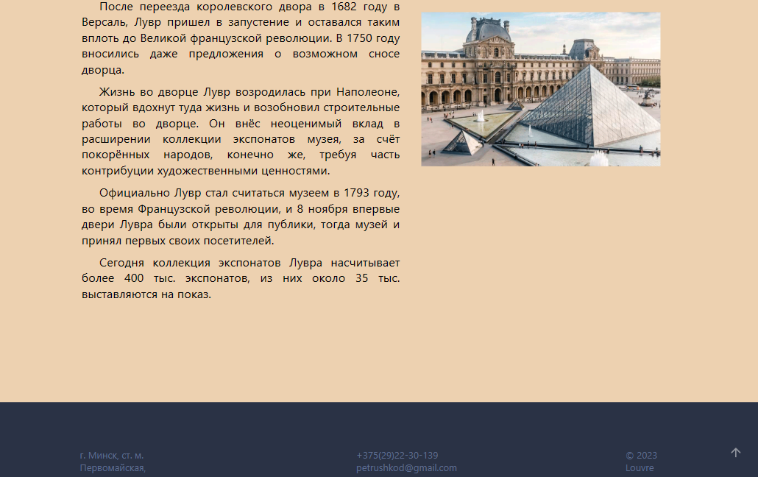 После переезда королевского двора в 1682 году в
Версаль, Лувр пришел в запустение и оставался таким
вплоть до Великой французской революции. В 1750 году
вносились даже предложения о возможном сносе
дворца.
Жизнь во дворце Лувр возродилась при Наполеоне,
который вдохнут туда жизнь и возобновил строительные
работы во дворце. Он внёс неоценимый вклад в
расширении коллекции экспонатов музея, за счёт
покорённых народов, конечно же, требуя часть
контрибуции художественными ценностями.
Официально Лувр стал считаться музеем в 1793 году,
во время Французской революции, и 8 ноября впервые
двери Лувра были открыты для публики, тогда музей и
принял первых своих посетителей.
Сегодня коллекция экспонатов Лувра насчитывает
более 400 тыс. экспонатов, из них около 35 тыс.
выставляются на показ.
г. Минск, ст. м.
Первомайская,
+375(29)22-30-139
petrushkod@gmail.com
© 2023
Louvre